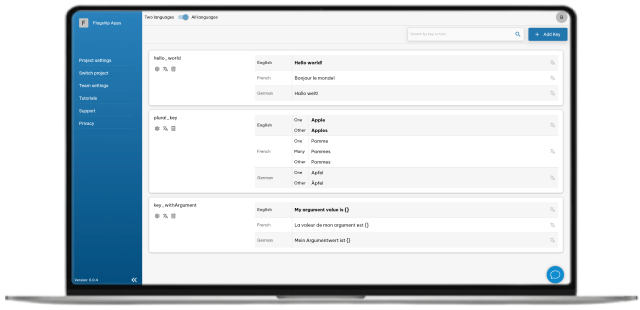 F Flagship Apps
Two languages All languages
Search by key name...
+ Add Key
Project settings
Switch project
Team settings
Tutorials
Support
Privacy
Version: 0.0.4
hello_world
English Hello world!
French Bonjour le monde!
German Hallo welt!
plural_key
English One Apple
Other Apples
French One Pomme
Many Pommes
Other Pommes
German One Apfel
Other Äpfel
key_withArgument
English My argument value is {}
French La valeur de mon argument est {}
German Mein Argumentwert ist {}